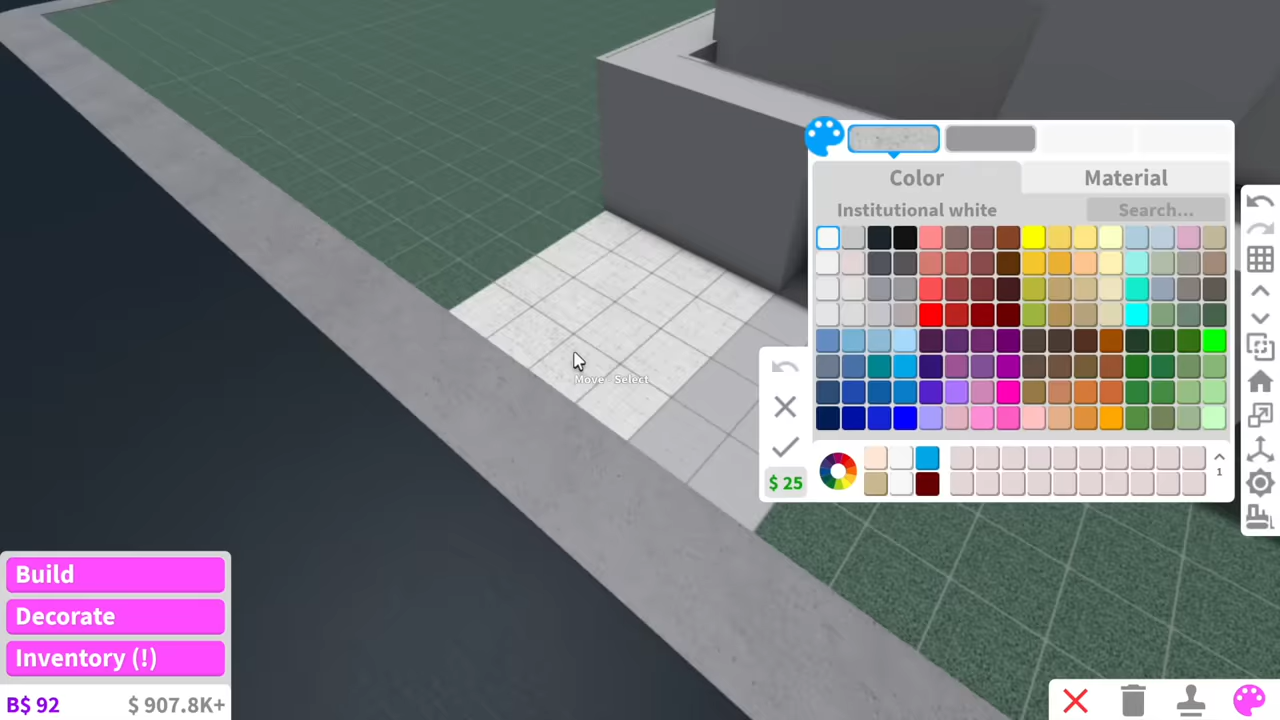 Color
Material
Institutional white
Search...
Move Select
$ 25
1
Build
Decorate
Inventory (!)
B$ 92
$ 907.8K+